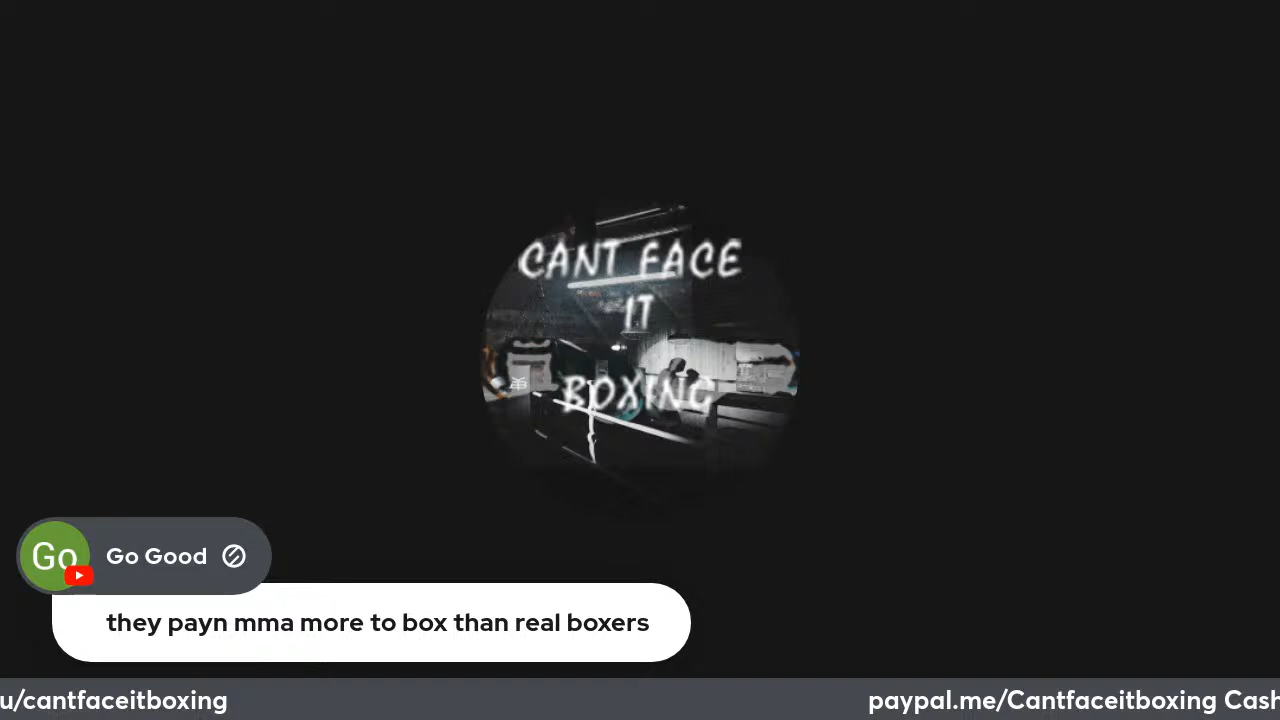 CANT FACE
IT
BOXING
Go
Go Good
they payn mma more to box than real boxers
u/cantfaceitboxing paypal.me/Cantfaceitboxing Cash